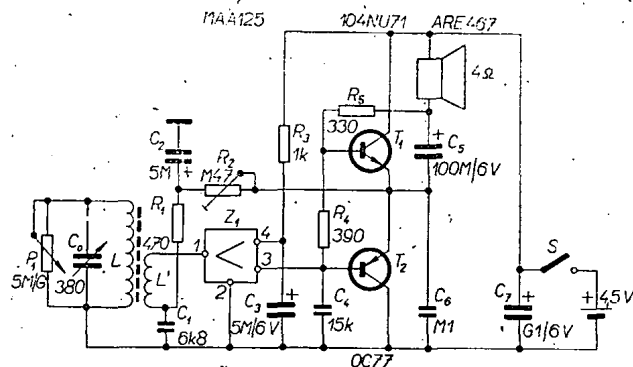 MAA125
104NU71
ARE467
4Ω
R5
330
T1
C2
5M
+
R2
M47
R3
1k
+
C5
100M/6V
R1
470
Z1
1
4
3
2
R4
390
T2
P1
5M/G
C0
380
L
L'
C1
6k8
C3
+
5M/6V
C4
15k
C6
M1
C7
+
G1/6V
S
+
4,5V
0C77